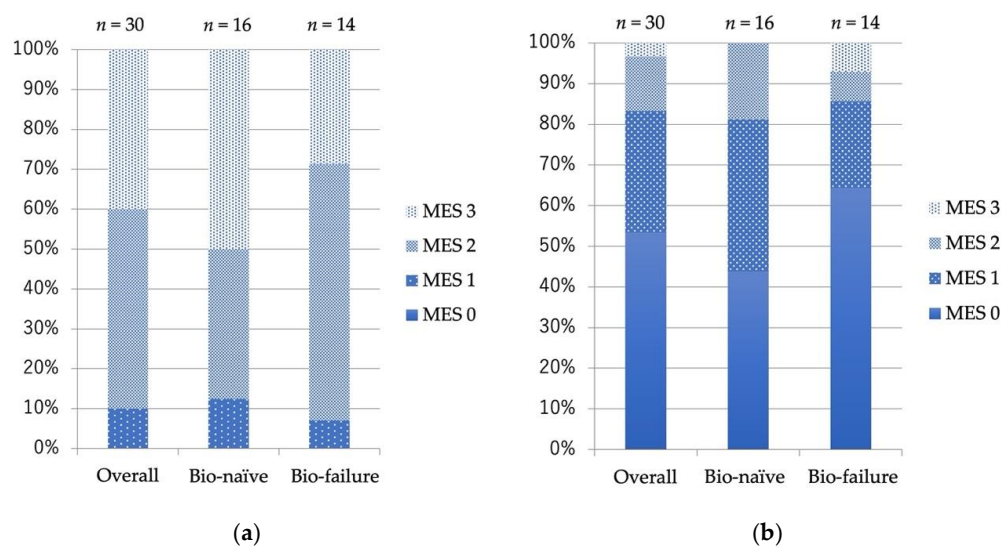 n = 30 n = 16 n = 14
100%
90%
80%
70%
60%
50%
40%
30%
20%
10%
0%
Overall Bio-naïve Bio-failure
MES 3
MES 2
MES 1
MES 0
(a)
n = 30 n = 16 n = 14
100%
90%
80%
70%
60%
50%
40%
30%
20%
10%
0%
Overall Bio-naïve Bio-failure
MES 3
MES 2
MES 1
MES 0
(b)